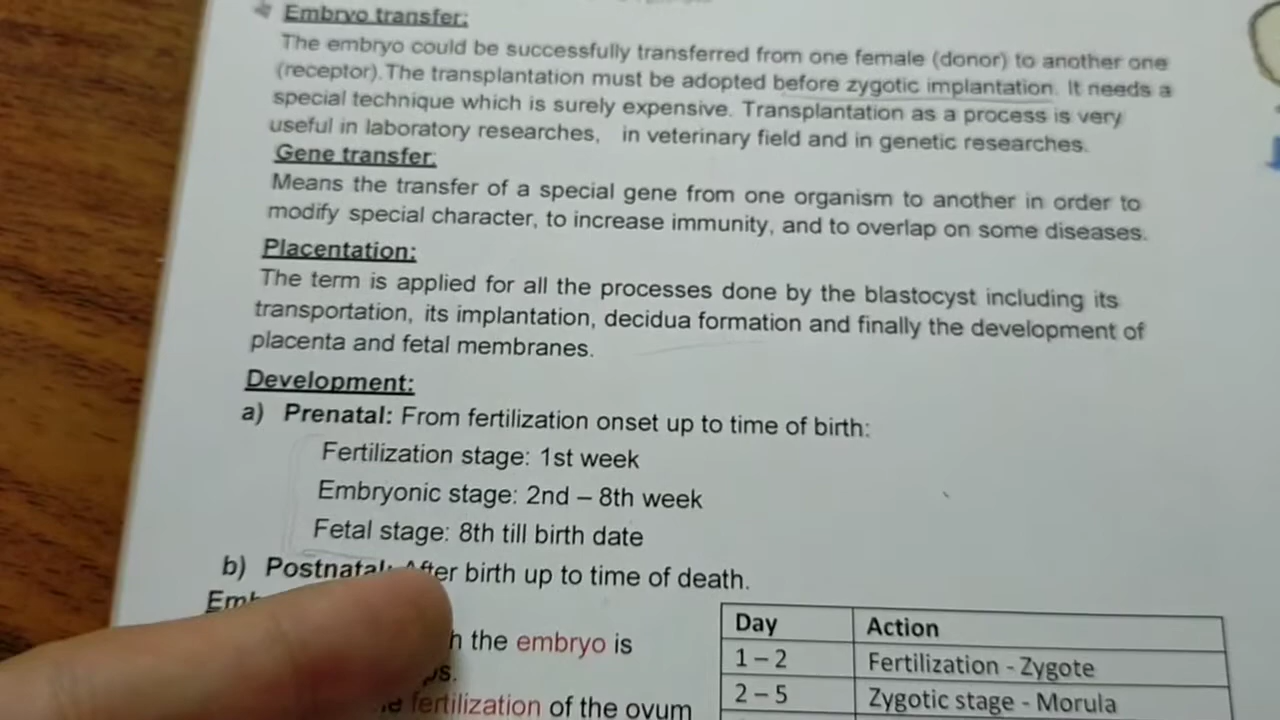 Embryo transfer:
The embryo could be successfully transferred from one female (donor) to another one
(receptor). The transplantation must be adopted before zygotic implantation. It needs a
special technique which is surely expensive. Transplantation as a process is very
useful in laboratory researches, in veterinary field and in genetic researches.
Gene transfer:
Means the transfer of a special gene from one organism to another in order to
modify special character, to increase immunity, and to overlap on some diseases.
Placentation:
The term is applied for all the processes done by the blastocyst including its
transportation, its implantation, decidua formation and finally the development of
placenta and fetal membranes.
Development:
a) Prenatal: From fertilization onset up to time of birth:
Fertilization stage: 1st week
Embryonic stage: 2nd – 8th week
Fetal stage: 8th till birth date
b) Postnatal: After birth up to time of death.
the embryo is
fertilization of the ovum
Day Action
1 – 2 Fertilization - Zygote
2 – 5 Zygotic stage - Morula